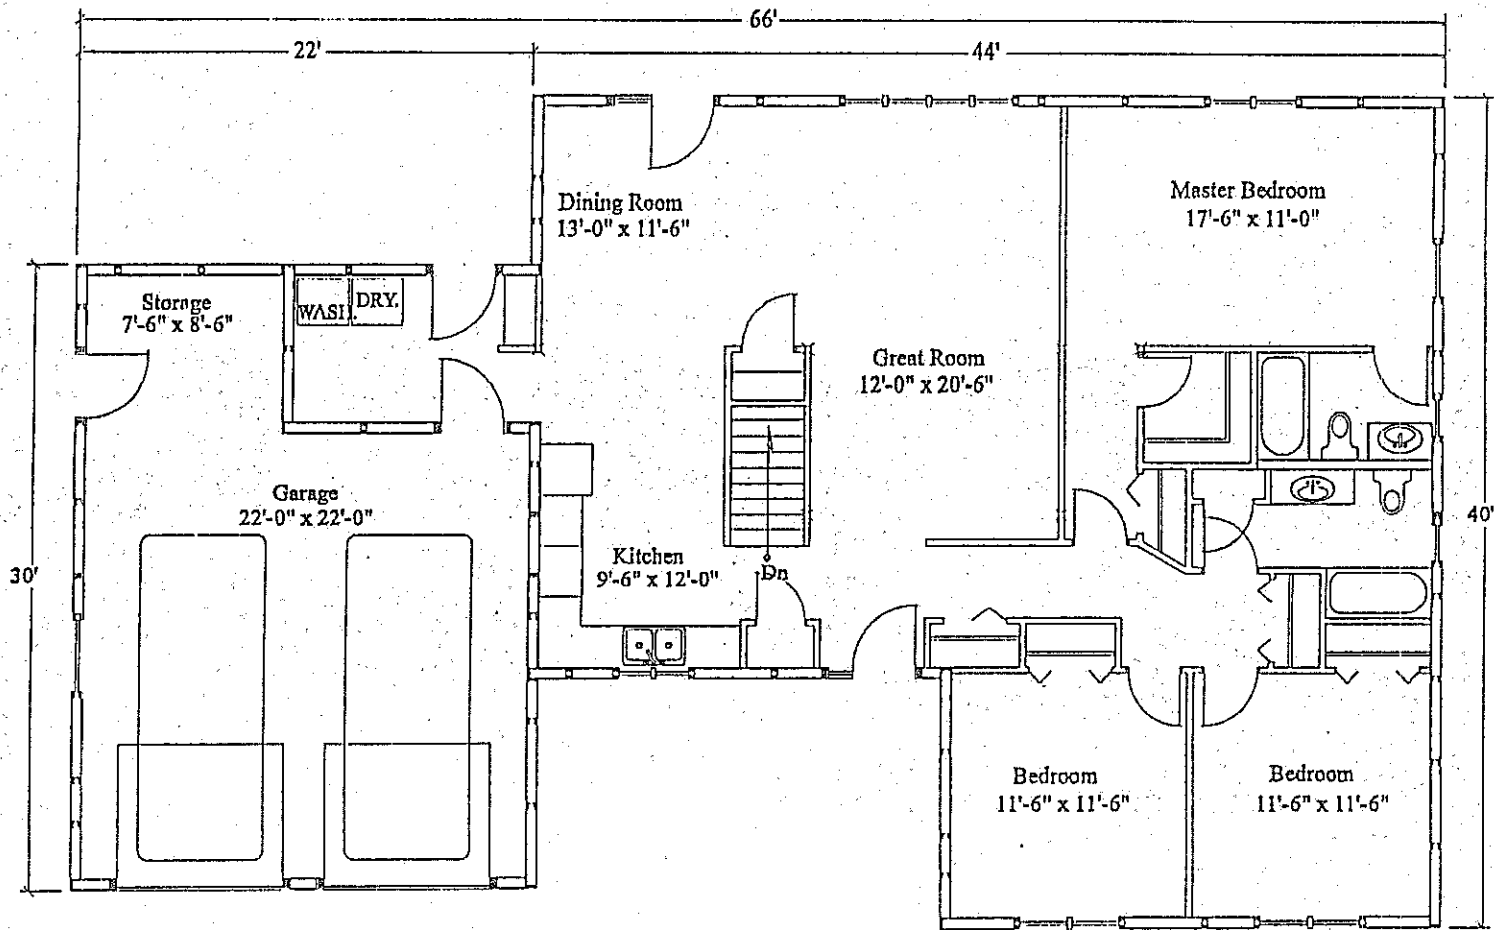 66'
22'
44'
Dining Room
13'-0" x 11'-6"
Master Bedroom
17'-6" x 11'-0"
Storage
7'-6" x 8'-6"
WASH.
DRY.
Great Room
12'-0" x 20'-6"
Garage
22'-0" x 22'-0"
40'
30'
Kitchen
9'-6" x 12'-0"
Dn
Bedroom
11'-6" x 11'-6"
Bedroom
11'-6" x 11'-6"